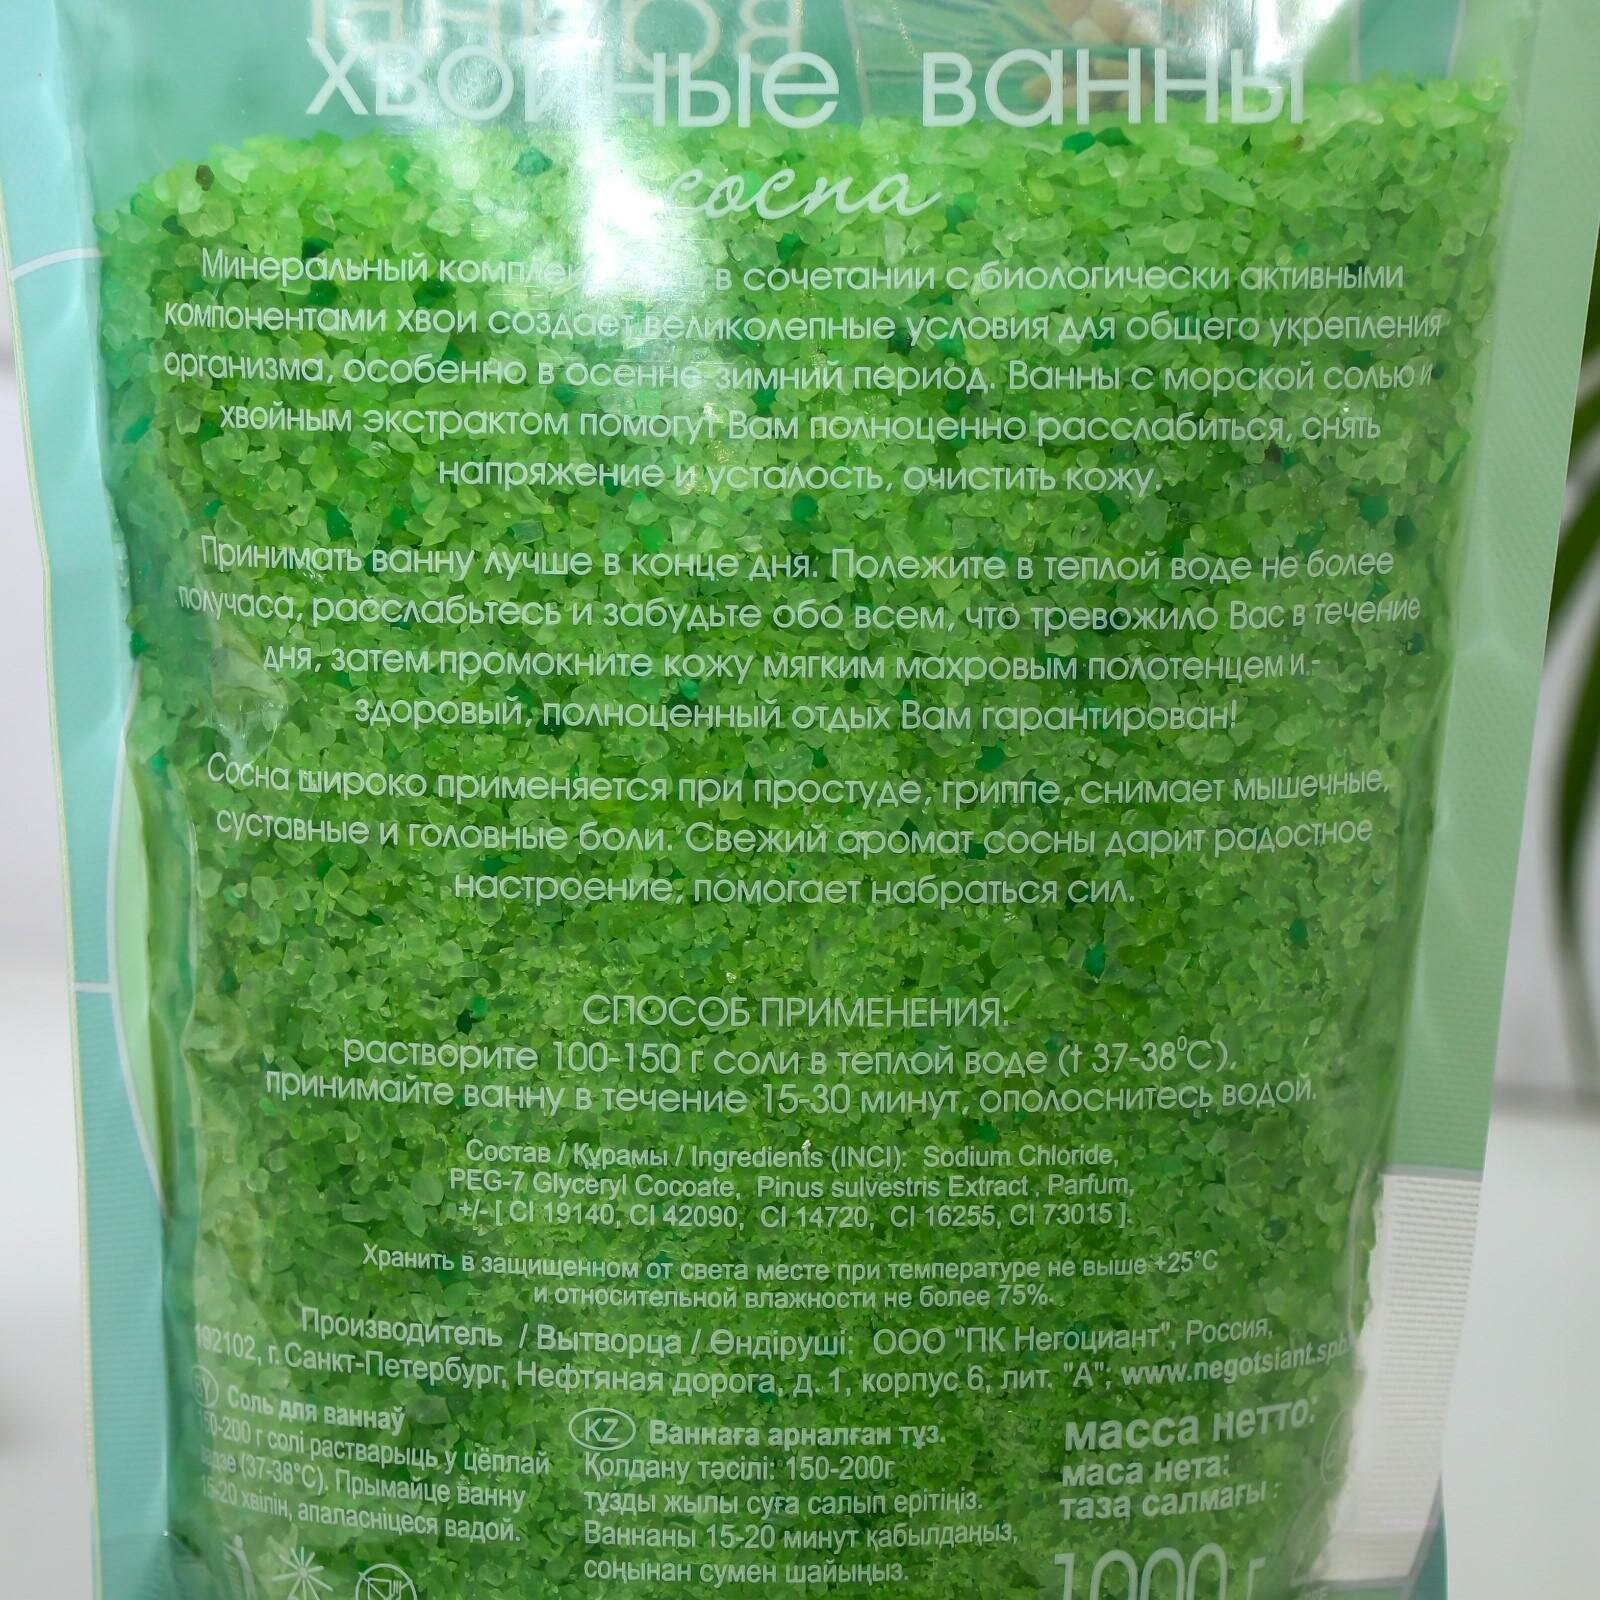 хвойные ванны
сосна
Минеральный в сочетании с биологически активными
компонентами хвои создает великолепные условия для общего укрепления
организма, особенно в осенне-зимний период. Ванны с морской солью и
хвойным экстрактом помогут Вам полноценно расслабиться, снять
напряжение и усталость, очистить кожу.
Принимать ванну лучше в конце дня. Полежите в теплой воде не более
получаса, расслабьтесь и забудьте обо всем, что тревожило Вас в течение
дня, затем промокните кожу мягким махровым полотенцем и -
здоровый, полноценный отдых Вам гарантирован!
Сосна широко применяется при простуде, гриппе, снимает мышечные,
суставные и головные боли. Свежий аромат сосны дарит радостное
настроение, помогает набраться сил.
СПОСОБ ПРИМЕНЕНИЯ:
растворите 100-150 г соли в теплой воде (t 37-38⁰C),
принимайте ванну в течение 15-30 минут, ополоснитесь водой.
Состав / Құрамы / Ingredients (INCI): Sodium Chloride,
PEG-7 Glyceryl Cocoate, Pinus sulvestris Extract , Parfum,
+/- [ CI 19140, CI 42090, CI 14720, CI 16255, CI 73015 ].
Хранить в защищенном от света месте при температуре не выше +25°С
и относительной влажности не более 75%.
Производитель / Вытворца / Өндіруші: ООО "ПК Негоциант", Россия,
192102, г. Санкт-Петербург, Нефтяная дорога, д. 1, корпус 6, лит. "А"; www.negotsiant.spb
BY Соль для ваннаў
150-200 г солі растварыць у цёплай
вадзе (37-38°C). Прымайце ванну
15-20 хвілін, апаласніцеся вадой.
KZ Ваннаға арналған тұз.
Қолдану тәсілі: 150-200г
тұзды жылы суға салып ерітіңіз.
Ваннаны 15-20 минут қабылдаңыз,
соңынан сумен шайыңыз.
масса нетто:
маса нета:
таза салмағы :
1000 г